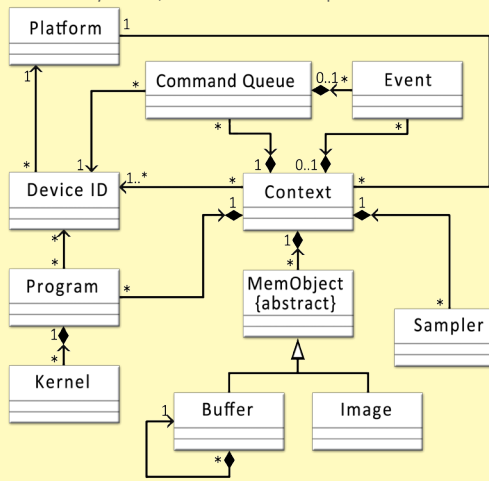 Platform
1
1
Command Queue
0..1
*
Event
*
*
*
1
*
1
0..1
*
Device ID
1..*
*
Context
*
*
1
1
*
Program
*
1
*
MemObject
{abstract}
1
*
Kernel
*
Sampler
1
Buffer
*
Image